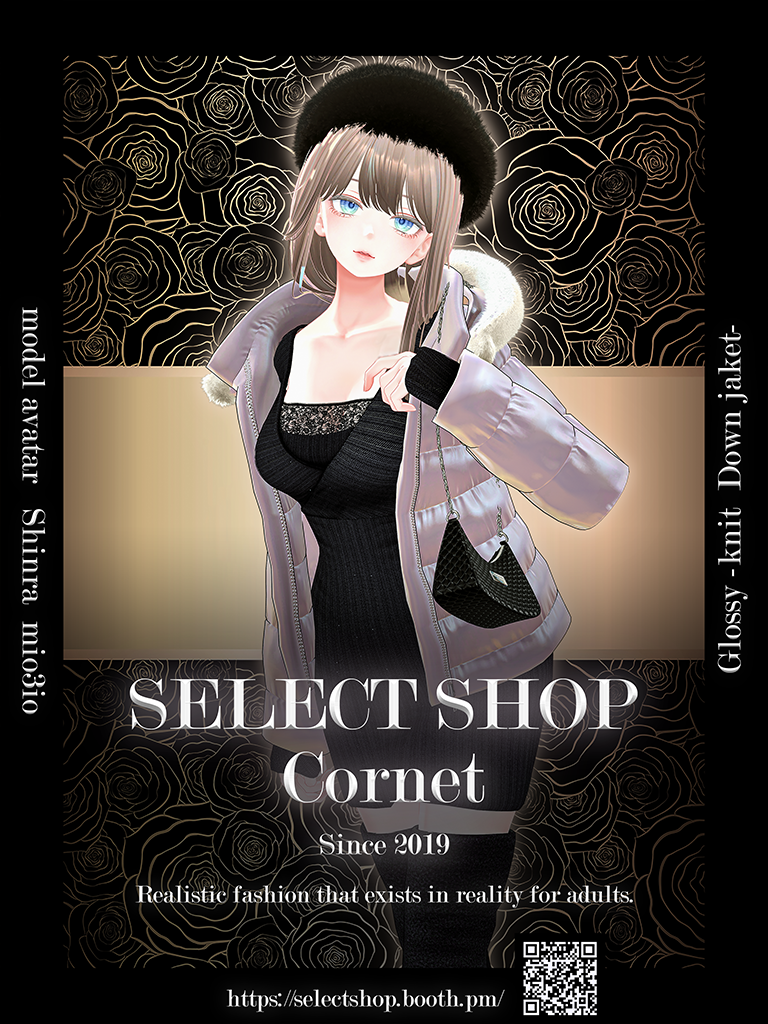 model avatar Shinra mio3io
Glossy -knit Down jaket-
SELECT SHOP
Cornet
Since 2019
Realistic fashion that exists in reality for adults.
https://selectshop.booth.pm/